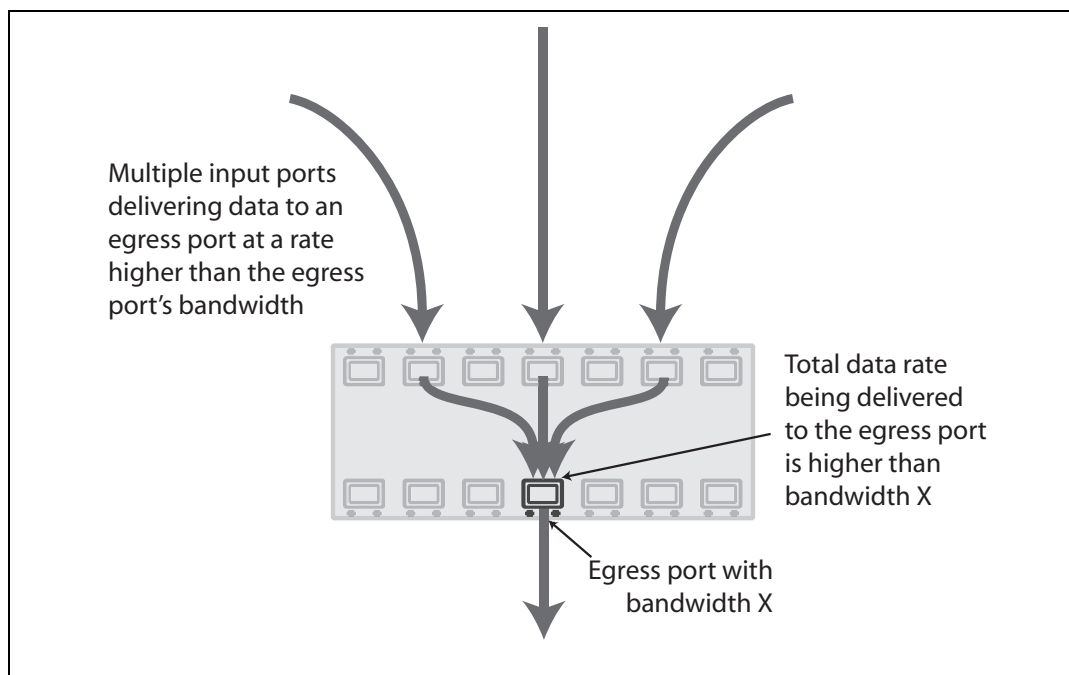 Multiple input ports
delivering data to an
egress port at a rate
higher than the egress
port’s bandwidth
Total data rate
being delivered
to the egress port
is higher than
bandwidth X
Egress port with
bandwidth X